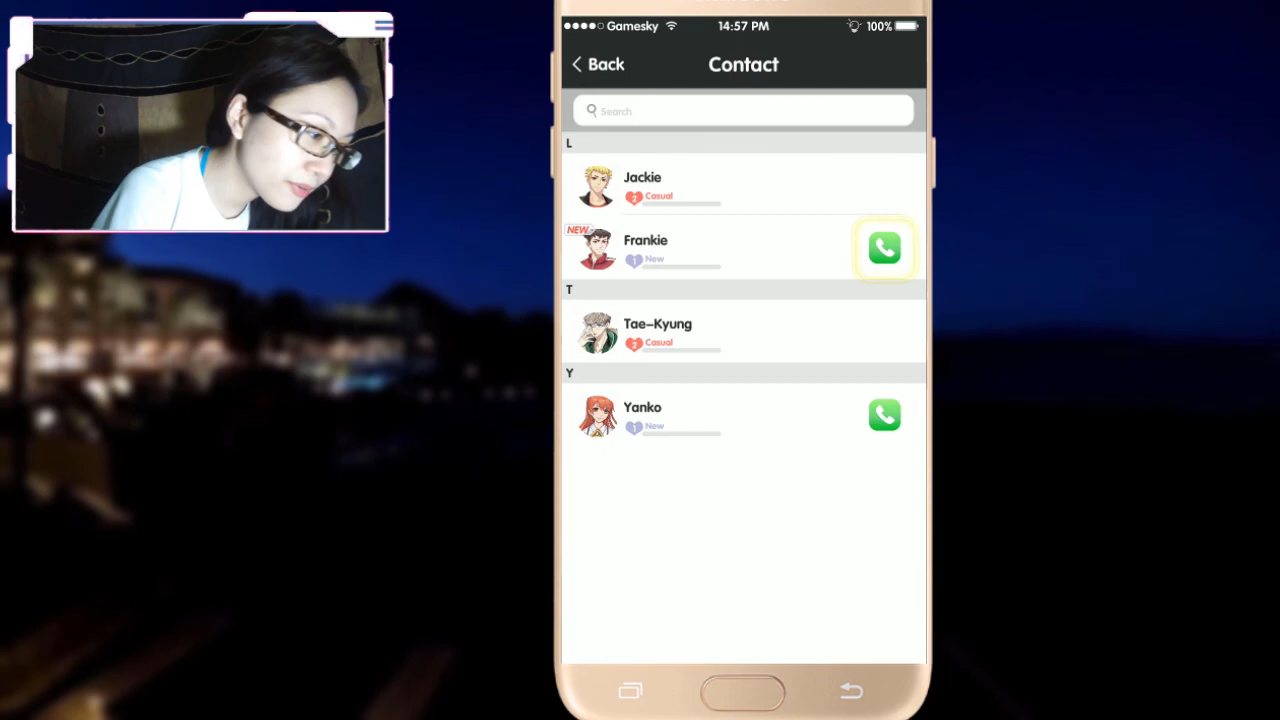 Gamesky 14:57 PM 100%
Back Contact
Search
L
Jackie
2 Casual
NEW
Frankie
1 New
T
Tae-Kyung
2 Casual
Y
Yanko
1 New